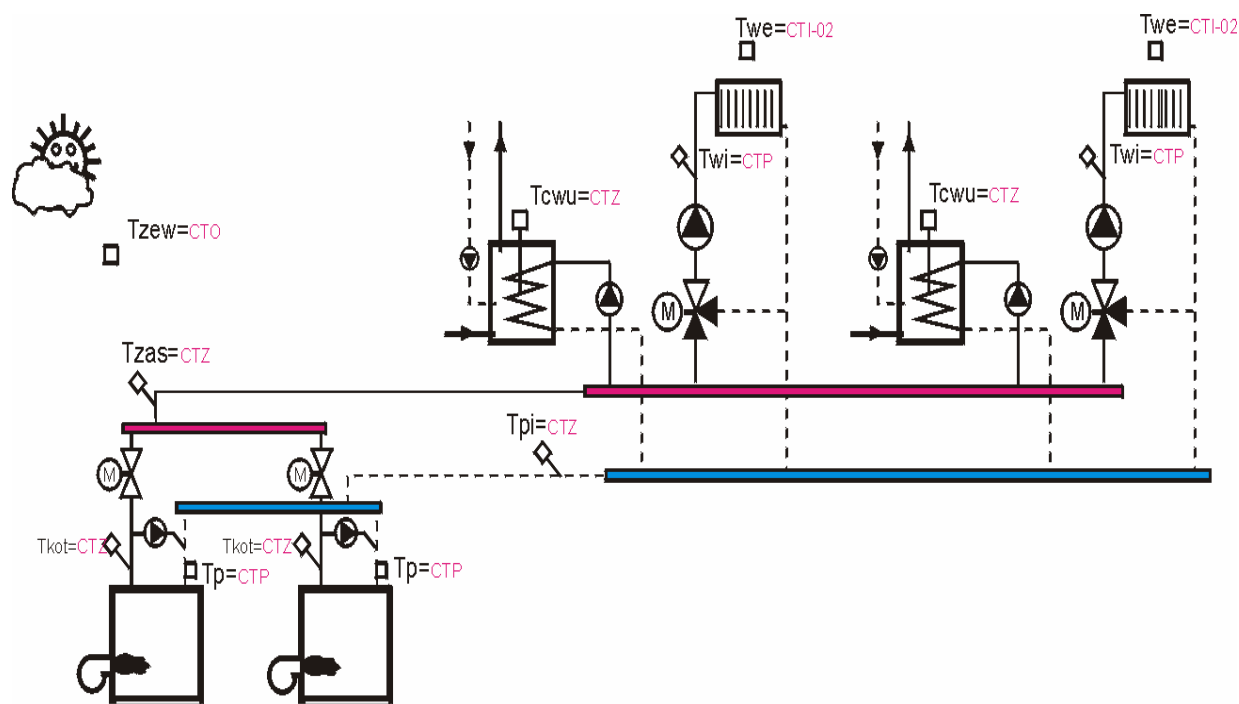 Twe=CTI-02
Twe=CTI-02
Twi=CTP
Twi=CTP
Tcwu=CTZ
Tcwu=CTZ
Tzew=CTO
M
M
Tzas=CTZ
Tpi=CTZ
M
M
Tkot=CTZ
Tkot=CTZ
Tp=CTP
Tp=CTP